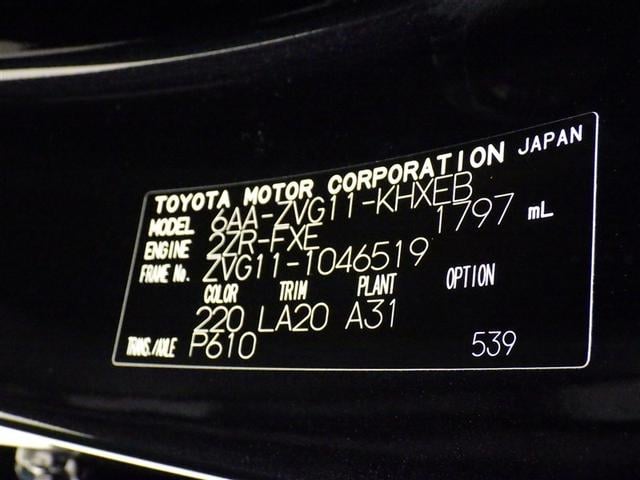 TOYOTA MOTOR CORPORATION JAPAN
MODEL 6AA-ZVG11-KHXEB
ENGINE 2ZR-FXE 1797 mL
FRAME No. ZVG11-1046519
COLOR TRIM PLANT OPTION
220 LA20 A31
TRANS./AXLE P610 539